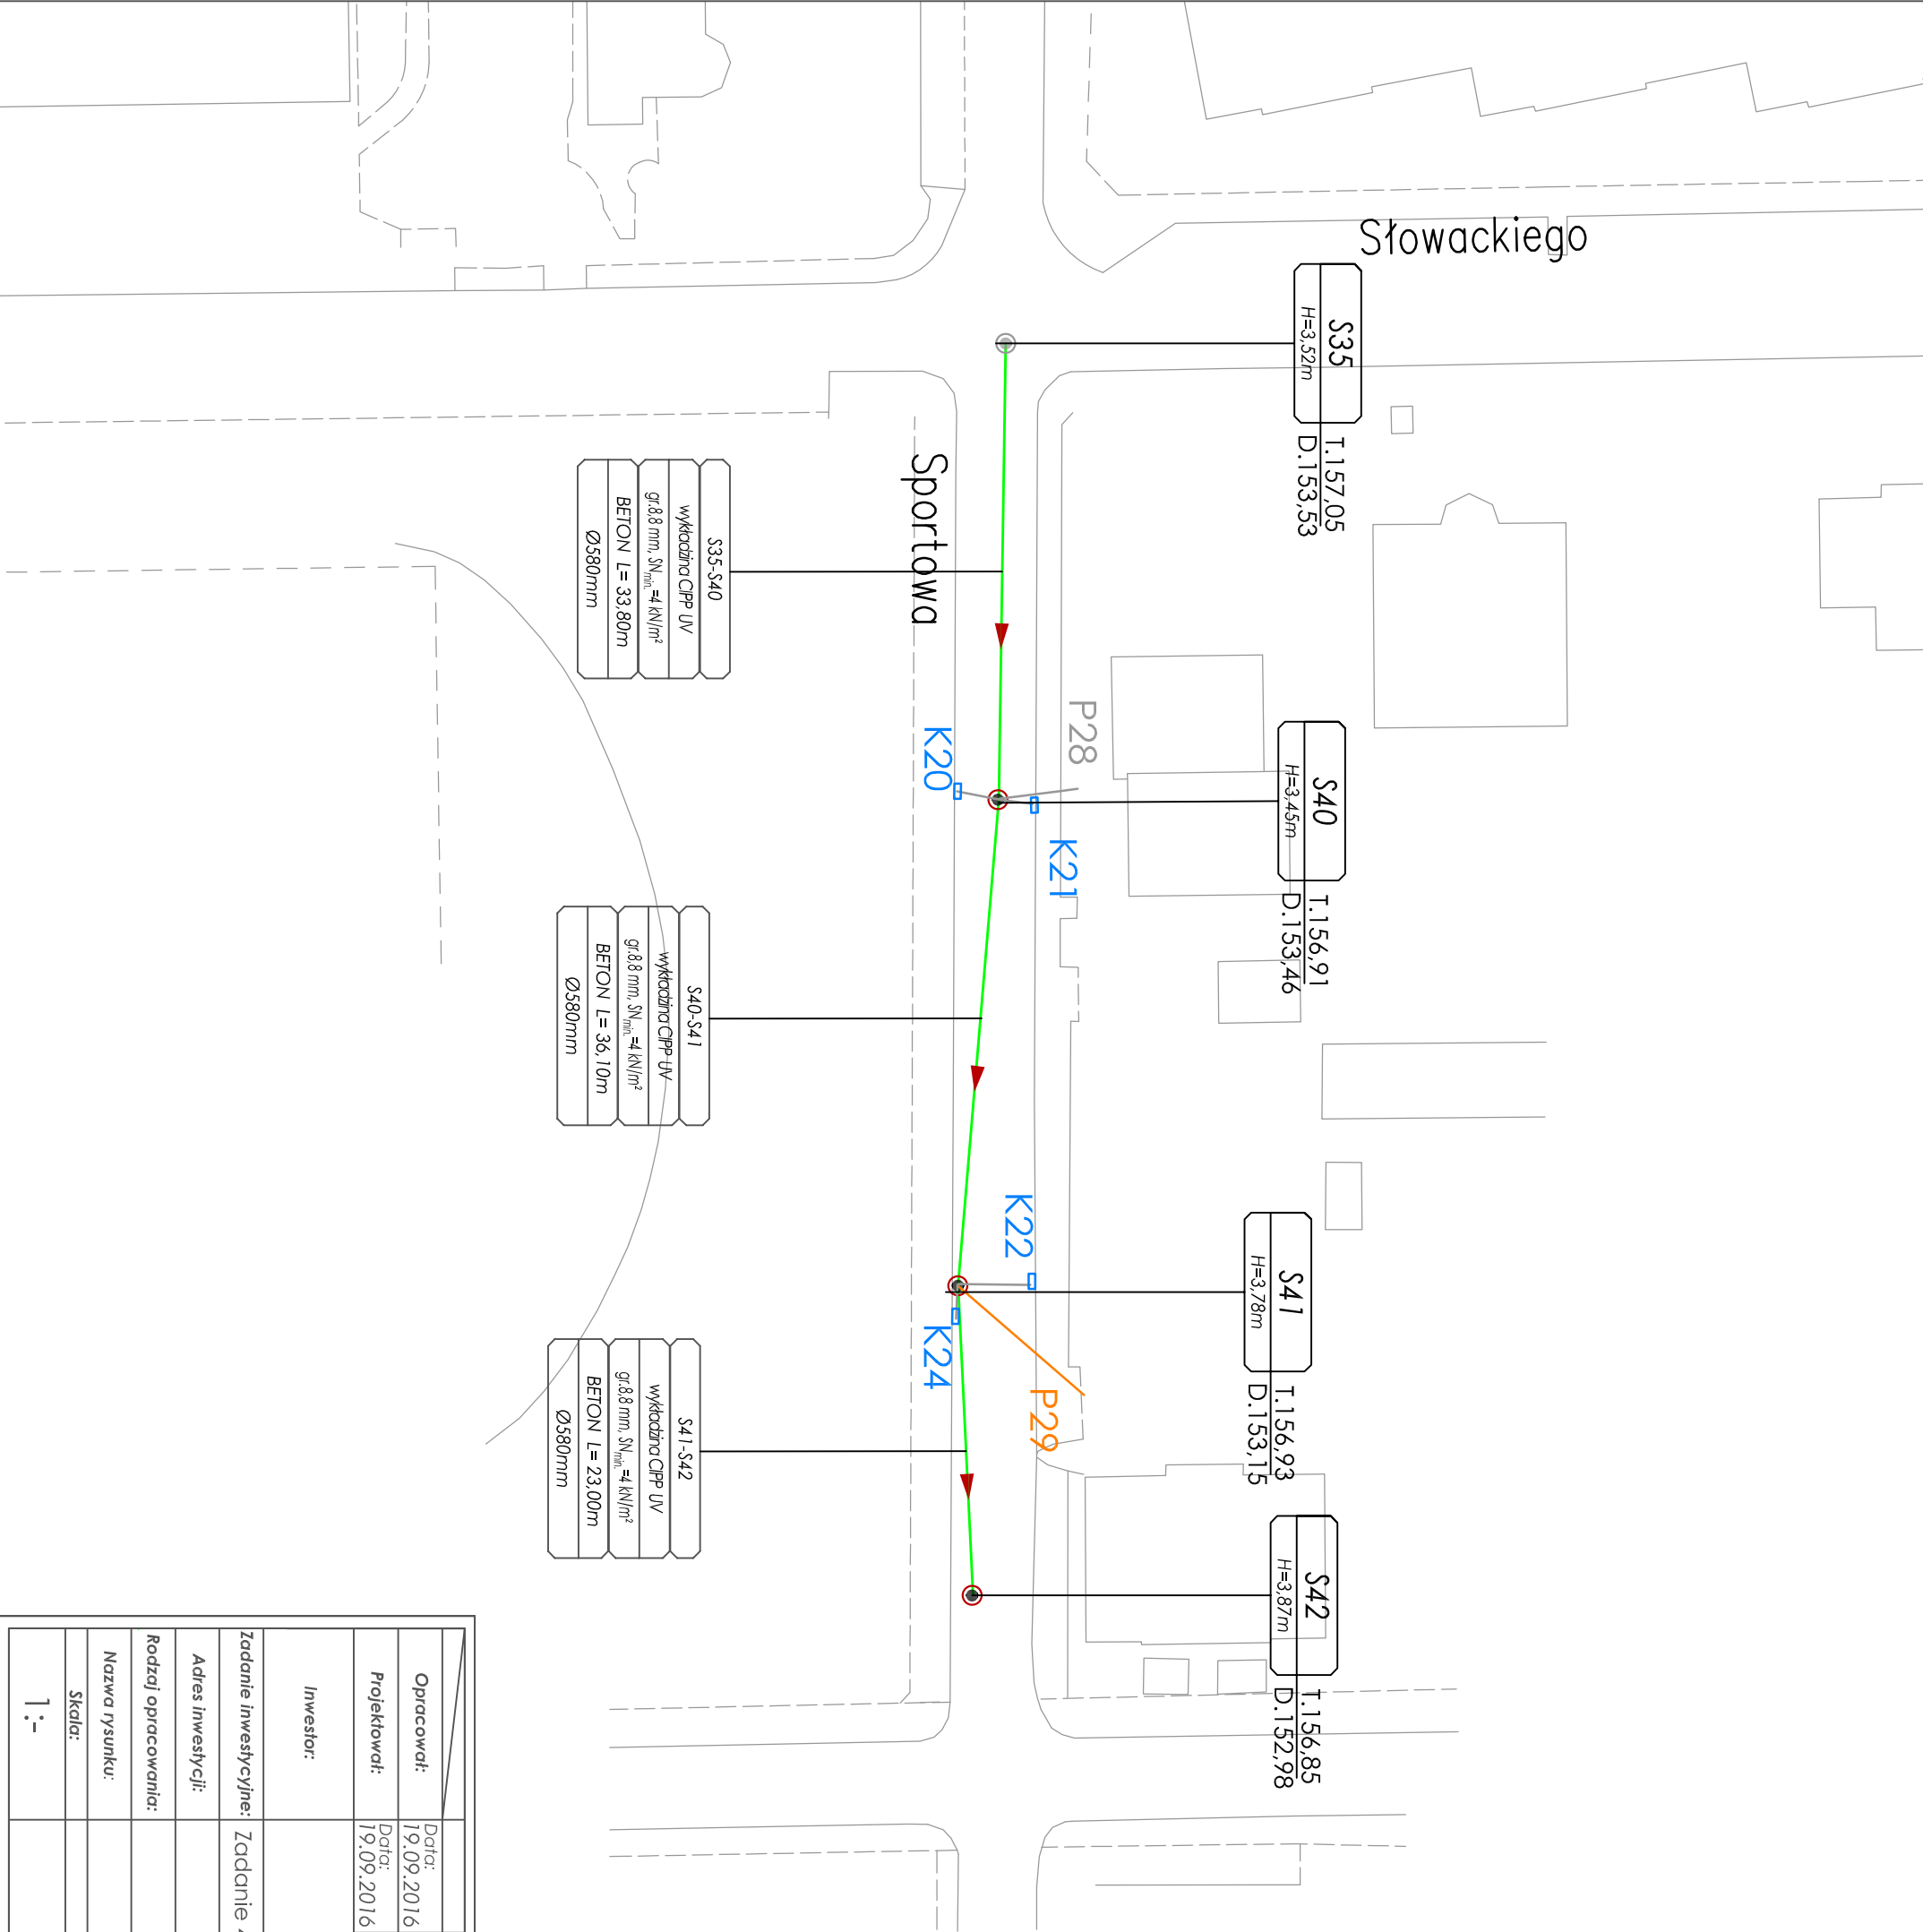 Słowackiego
S35
H=3,52m
T.157,05
D.153,53
Sportowa
S35-S40
wykładzina CIPP UV
gr.8,8 mm, SNmin.=4 kN/m²
BETON L= 33,80m
Ø580mm
P28
K20
K21
S40
H=3,45m
T.156,91
D.153,46
S40-S41
wykładzina CIPP UV
gr.8,8 mm, SNmin.=4 kN/m²
BETON L= 36,10m
Ø580mm
K22
K24
P29
S41
H=3,78m
T.156,93
D.153,15
S41-S42
wykładzina CIPP UV
gr.8,8 mm, SNmin.=4 kN/m²
BETON L= 23,00m
Ø580mm
S42
H=3,87m
T.156,85
D.152,98
Opracował:
Data:
19.09.2016
Projektował:
Data:
19.09.2016
Inwestor:
Zadanie inwestycyjne:
Zadanie
Adres inwestycji:
Rodzaj opracowania:
Nazwa rysunku:
Skala:
1:-